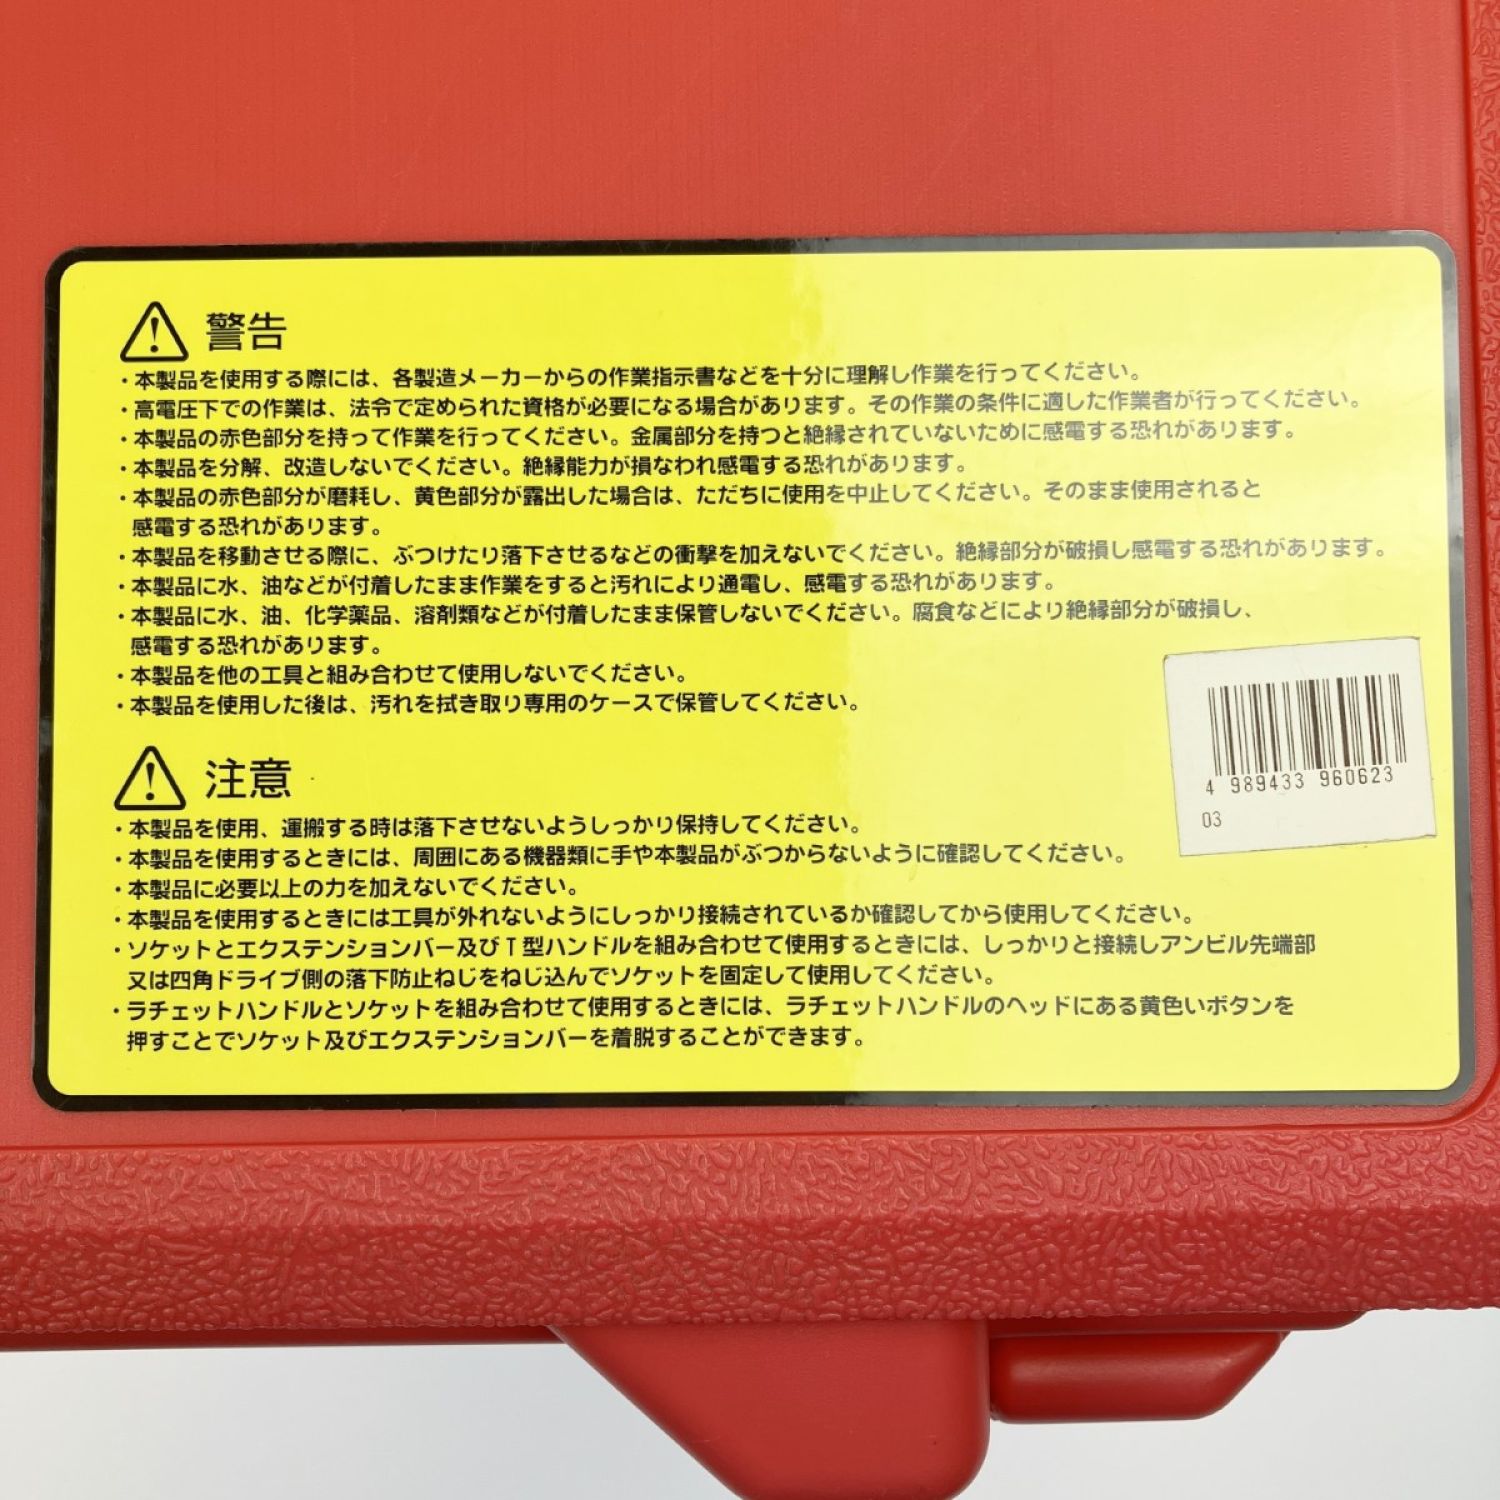 警告
・本製品を使用する際には、各製造メーカーからの作業指示書などを十分に理解し作業を行ってください。
・高電圧下での作業は、法令で定められた資格が必要になる場合があります。その作業の条件に適した作業者が行ってください。
・本製品の赤色部分を持って作業を行ってください。金属部分を持つと絶縁されていないために感電する恐れがあります。
・本製品を分解、改造しないでください。絶縁能力が損なわれ感電する恐れがあります。
・本製品の赤色部分が磨耗し、黄色部分が露出した場合は、ただちに使用を中止してください。そのまま使用されると
感電する恐れがあります。
・本製品を移動させる際に、ぶつけたり落下させるなどの衝撃を加えないでください。絶縁部分が破損し感電する恐れがあります。
・本製品に水、油などが付着したまま作業をすると汚れにより通電し、感電する恐れがあります。
・本製品に水、油、化学薬品、溶剤類などが付着したまま保管しないでください。腐食などにより絶縁部分が破損し、
感電する恐れがあります。
・本製品を他の工具と組み合わせて使用しないでください。
・本製品を使用した後は、汚れを拭き取り専用のケースで保管してください。
4 989433 960623
03
注意
・本製品を使用、運搬する時は落下させないようしっかり保持してください。
・本製品を使用するときには、周囲にある機器類に手や本製品がぶつからないように確認してください。
・本製品に必要以上の力を加えないでください。
・本製品を使用するときには工具が外れないようにしっかり接続されているか確認してから使用してください。
・ソケットとエクステンションバー及びT型ハンドルを組み合わせて使用するときには、しっかりと接続しアンビル先端部
又は四角ドライブ側の落下防止ねじをねじ込んでソケットを固定して使用してください。
・ラチェットハンドルとソケットを組み合わせて使用するときには、ラチェットハンドルのヘッドにある黄色いボタンを
押すことでソケット及びエクステンションバーを着脱することができます。